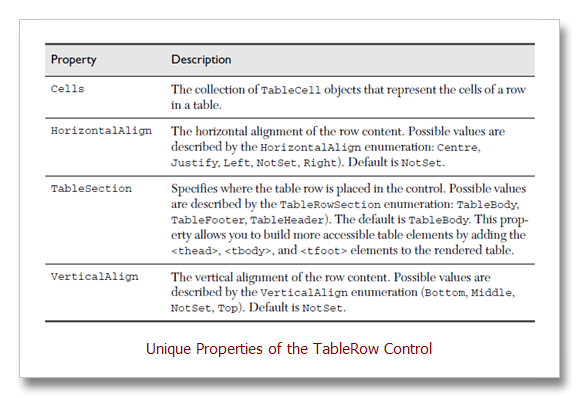 Property Description
Cells The collection of TableCell objects that represent the cells of a row
in a table.
HorizontalAlign The horizontal alignment of the row content. Possible values are
described by the HorizontalAlign enumeration: Centre,
Justify, Left, NotSet, Right). Default is NotSet.
TableSection Specifies where the table row is placed in the control. Possible values
are described by the TableRowSection enumeration: TableBody,
TableFooter, TableHeader). The default is TableBody. This prop-
erty allows you to build more accessible table elements by adding the
<thead>, <tbody>, and <tfoot> elements to the rendered table.
VerticalAlign The vertical alignment of the row content. Possible values are
described by the VerticalAlign enumeration (Bottom, Middle,
NotSet, Top). Default is NotSet.
Unique Properties of the TableRow Control